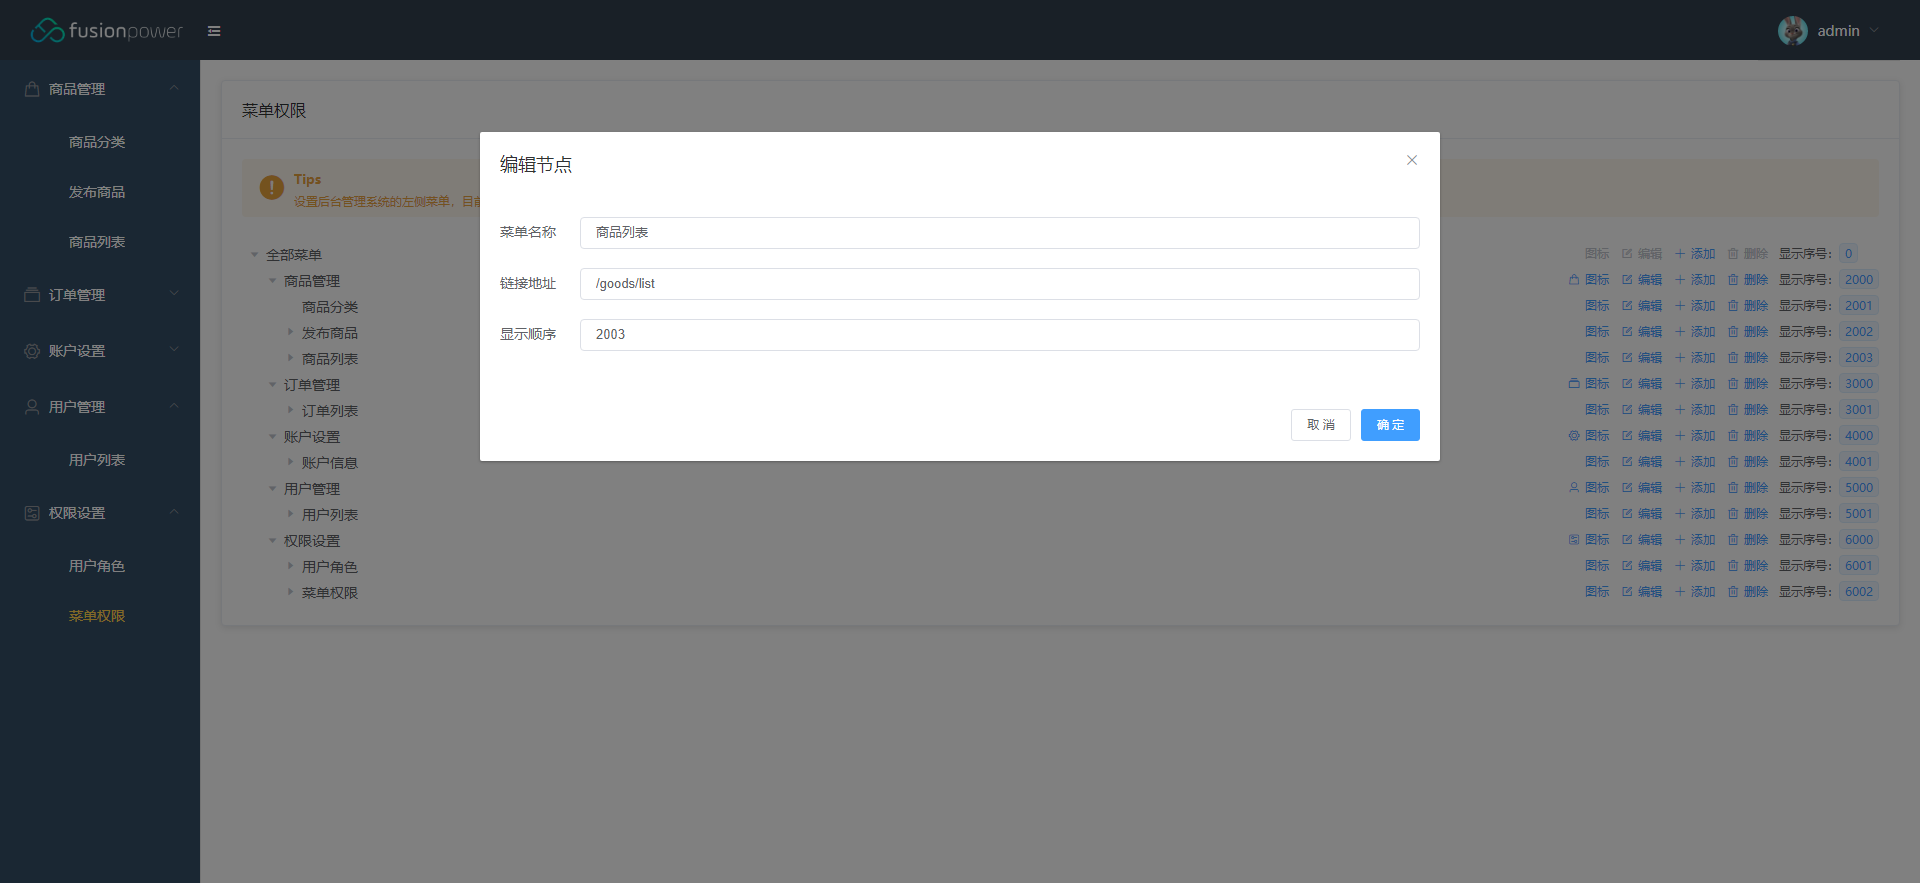 fusionpower
admin
商品管理
商品分类
发布商品
商品列表
订单管理
账户设置
用户管理
用户列表
权限设置
用户角色
菜单权限
菜单权限
Tips
设置后台管理系统的左侧菜单，目前
编辑节点
菜单名称 商品列表
链接地址 /goods/list
显示顺序 2003
取 消 确 定
全部菜单 图标 编辑 添加 删除 显示序号： 0
商品管理 图标 编辑 添加 删除 显示序号： 2000
商品分类 图标 编辑 添加 删除 显示序号： 2001
发布商品 图标 编辑 添加 删除 显示序号： 2002
商品列表 图标 编辑 添加 删除 显示序号： 2003
订单管理 图标 编辑 添加 删除 显示序号： 3000
订单列表 图标 编辑 添加 删除 显示序号： 3001
账户设置 图标 编辑 添加 删除 显示序号： 4000
账户信息 图标 编辑 添加 删除 显示序号： 4001
用户管理 图标 编辑 添加 删除 显示序号： 5000
用户列表 图标 编辑 添加 删除 显示序号： 5001
权限设置 图标 编辑 添加 删除 显示序号： 6000
用户角色 图标 编辑 添加 删除 显示序号： 6001
菜单权限 图标 编辑 添加 删除 显示序号： 6002